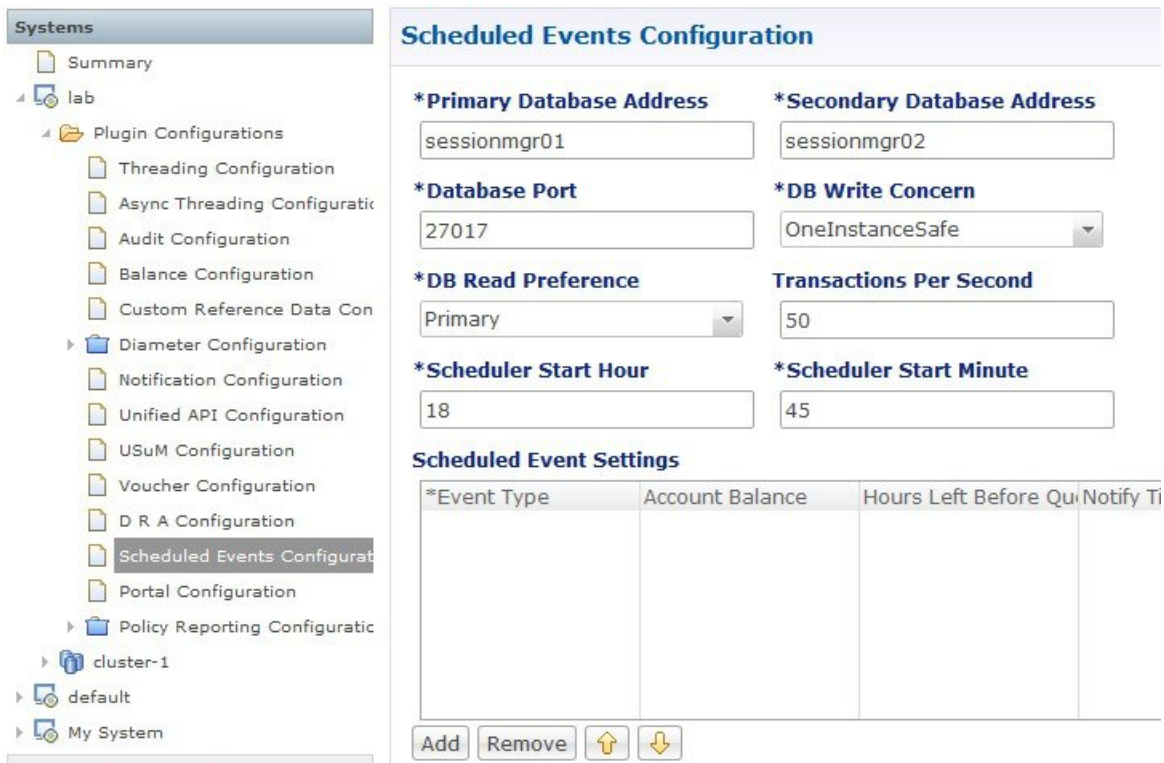 Systems
Summary
lab
Plugin Configurations
Threading Configuration
Async Threading Configuratic
Audit Configuration
Balance Configuration
Custom Reference Data Con
Diameter Configuration
Notification Configuration
Unified API Configuration
USuM Configuration
Voucher Configuration
D R A Configuration
Scheduled Events Configurat
Portal Configuration
Policy Reporting Configuratic
cluster-1
default
My System
Scheduled Events Configuration
*Primary Database Address *Secondary Database Address
sessionmgr01 sessionmgr02
*Database Port *DB Write Concern
27017 OneInstanceSafe
*DB Read Preference Transactions Per Second
Primary 50
*Scheduler Start Hour *Scheduler Start Minute
18 45
Scheduled Event Settings
*Event Type Account Balance Hours Left Before Qu Notify Ti
Add Remove